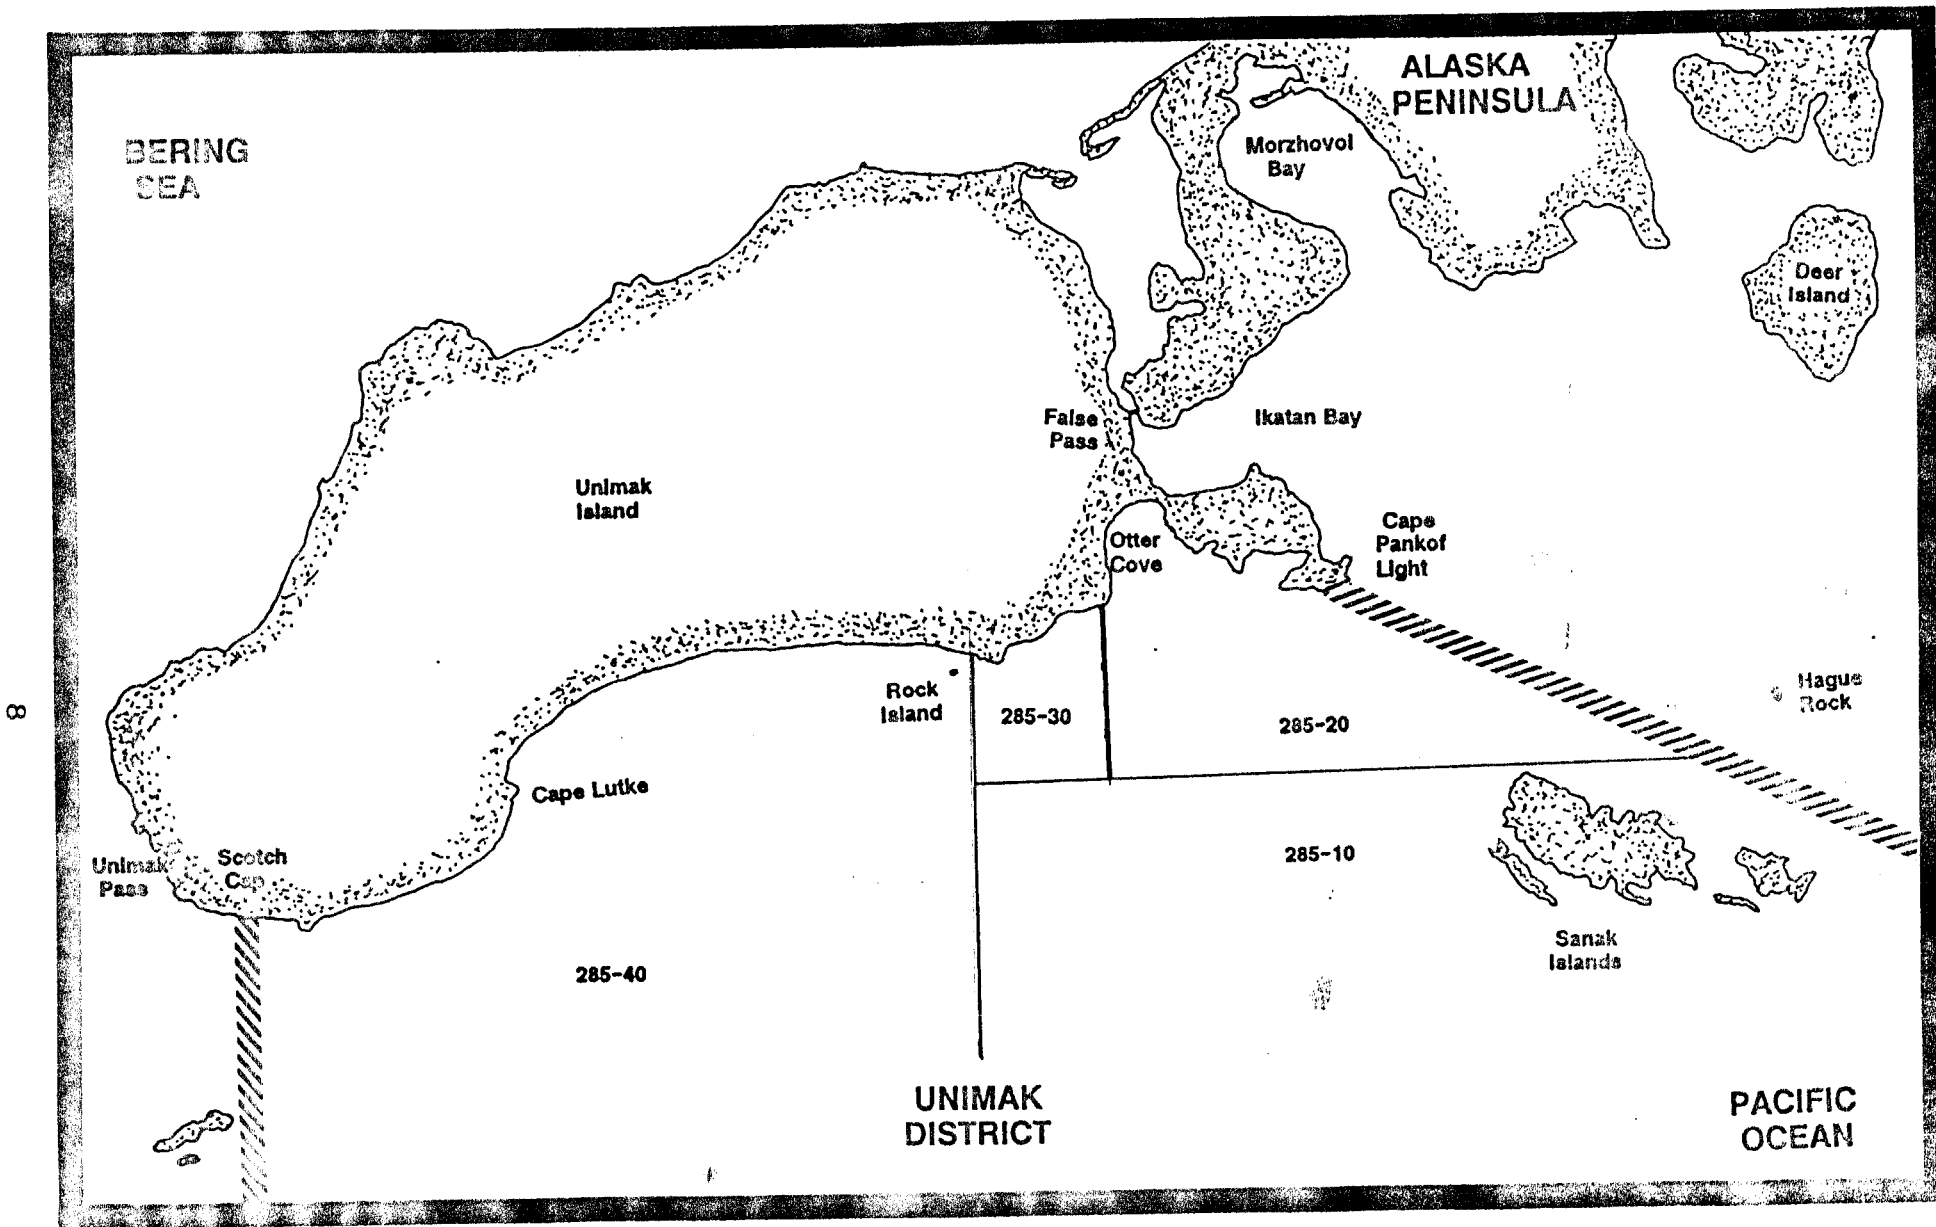 ALASKA
PENINSULA
BERING
SEA
Morzhovoi
Bay
Deer
Island
False
Pass
Ikatan Bay
Unimak
Island
Cape
Pankof
Light
Otter
Cove
Rock
Island
285-30
285-20
Hague
Rock
8
Cape Lutke
Unimak
Pass
Scotch
Cap
285-10
Sanak
Islands
285-40
UNIMAK
DISTRICT
PACIFIC
OCEAN